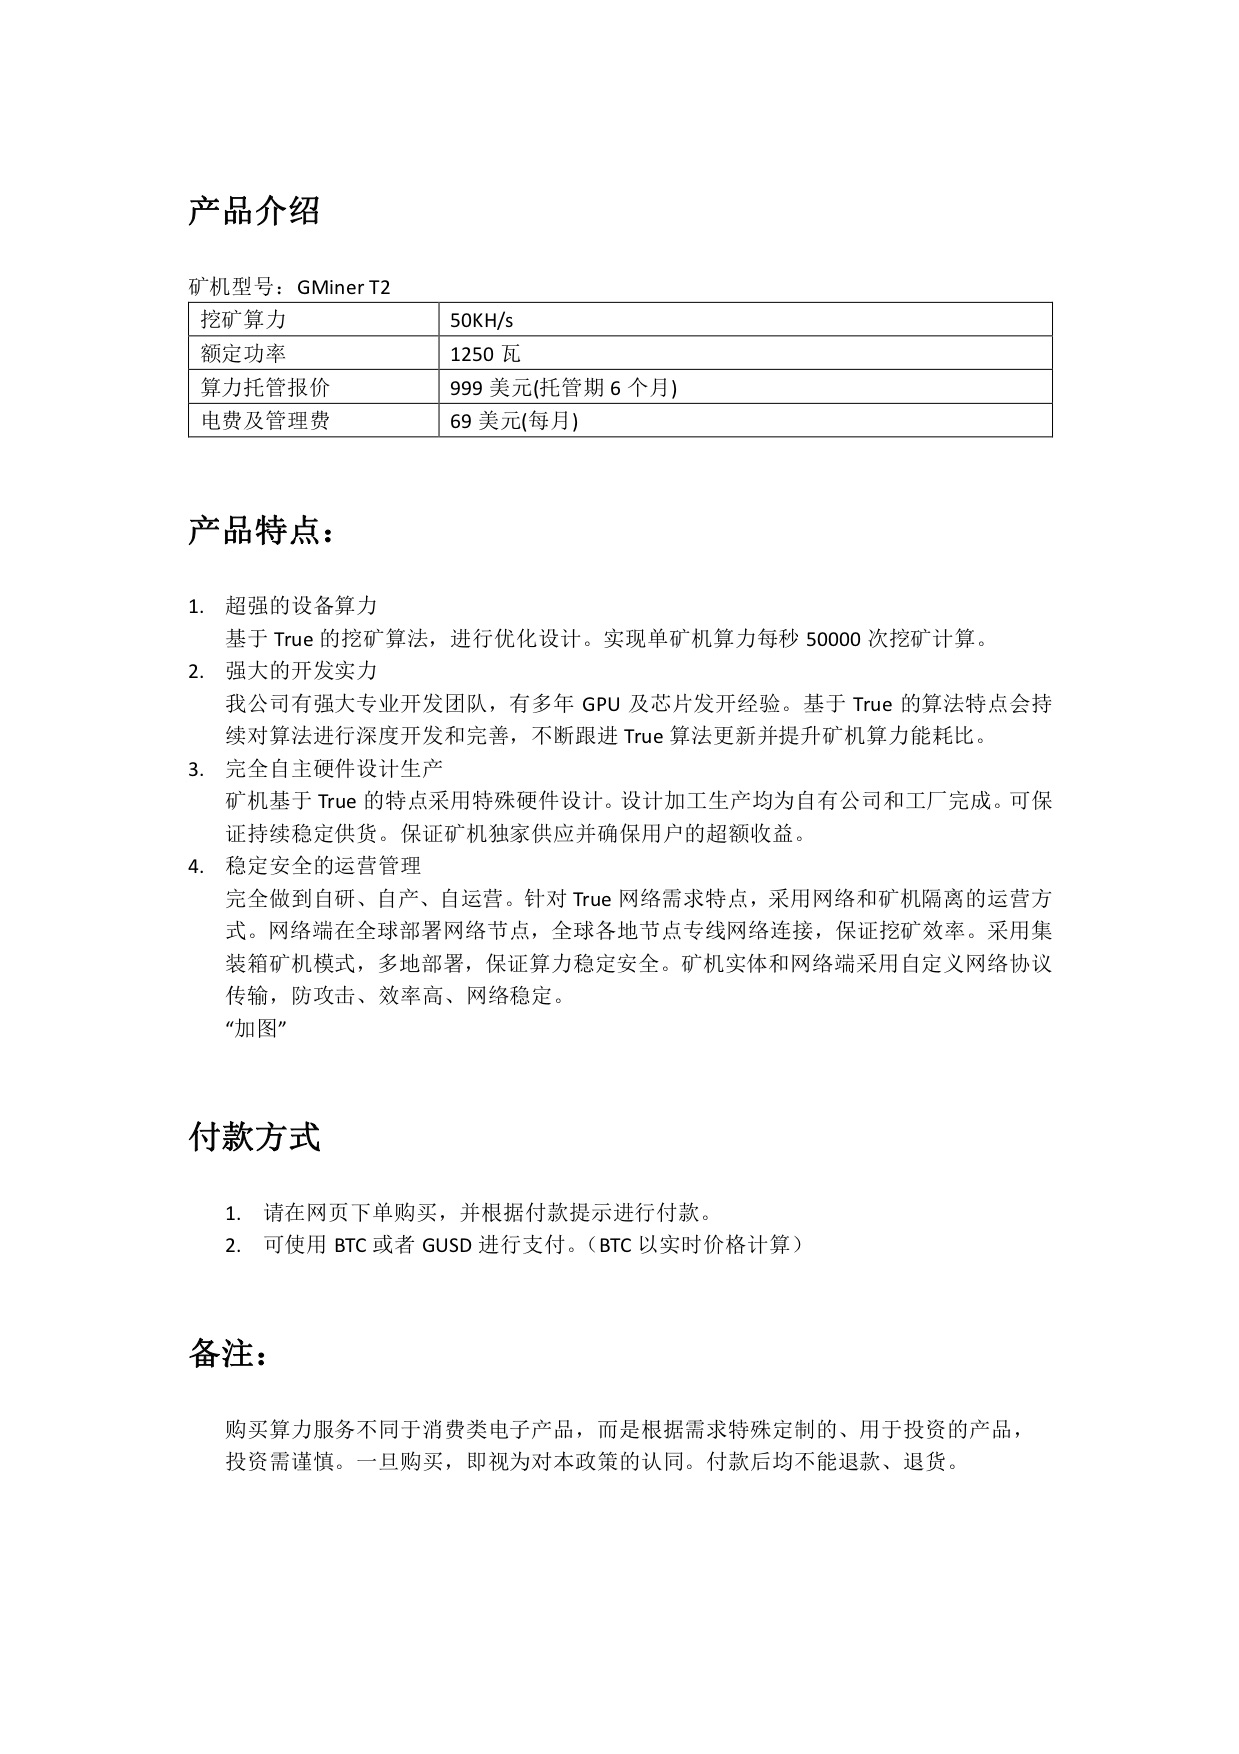 产品介绍
矿机型号：GMiner T2
挖矿算力 50KH/s
额定功率 1250 瓦
算力托管报价 999 美元(托管期 6 个月)
电费及管理费 69 美元(每月)
产品特点：
1. 超强的设备算力
基于 True 的挖矿算法，进行优化设计。实现单矿机算力每秒 50000 次挖矿计算。
2. 强大的开发实力
我公司有强大专业开发团队，有多年 GPU 及芯片发开经验。基于 True 的算法特点会持
续对算法进行深度开发和完善，不断跟进 True 算法更新并提升矿机算力能耗比。
3. 完全自主硬件设计生产
矿机基于 True 的特点采用特殊硬件设计。设计加工生产均为自有公司和工厂完成。可保
证持续稳定供货。保证矿机独家供应并确保用户的超额收益。
4. 稳定安全的运营管理
完全做到自研、自产、自运营。针对 True 网络需求特点，采用网络和矿机隔离的运营方
式。网络端在全球部署网络节点，全球各地节点专线网络连接，保证挖矿效率。采用集
装箱矿机模式，多地部署，保证算力稳定安全。矿机实体和网络端采用自定义网络协议
传输，防攻击、效率高、网络稳定。
“加图”
付款方式
1. 请在网页下单购买，并根据付款提示进行付款。
2. 可使用 BTC 或者 GUSD 进行支付。（BTC 以实时价格计算）
备注：
购买算力服务不同于消费类电子产品，而是根据需求特殊定制的、用于投资的产品，
投资需谨慎。一旦购买，即视为对本政策的认同。付款后均不能退款、退货。